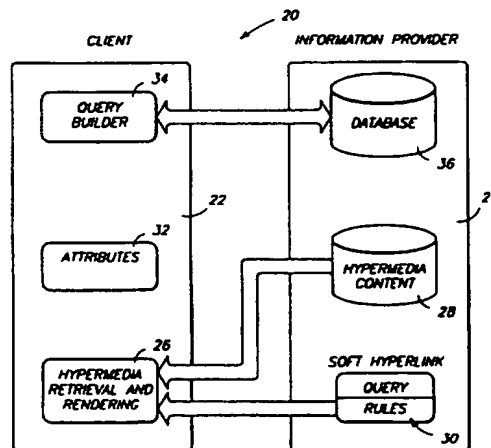 20
CLIENT
INFORMATION PROVIDER
34
QUERY
BUILDER
DATABASE
36
22
2
32
ATTRIBUTES
HYPERMEDIA
CONTENT
28
26
HYPERMEDIA
RETRIEVAL AND
RENDERING
SOFT HYPERLINK
QUERY
RULES
30